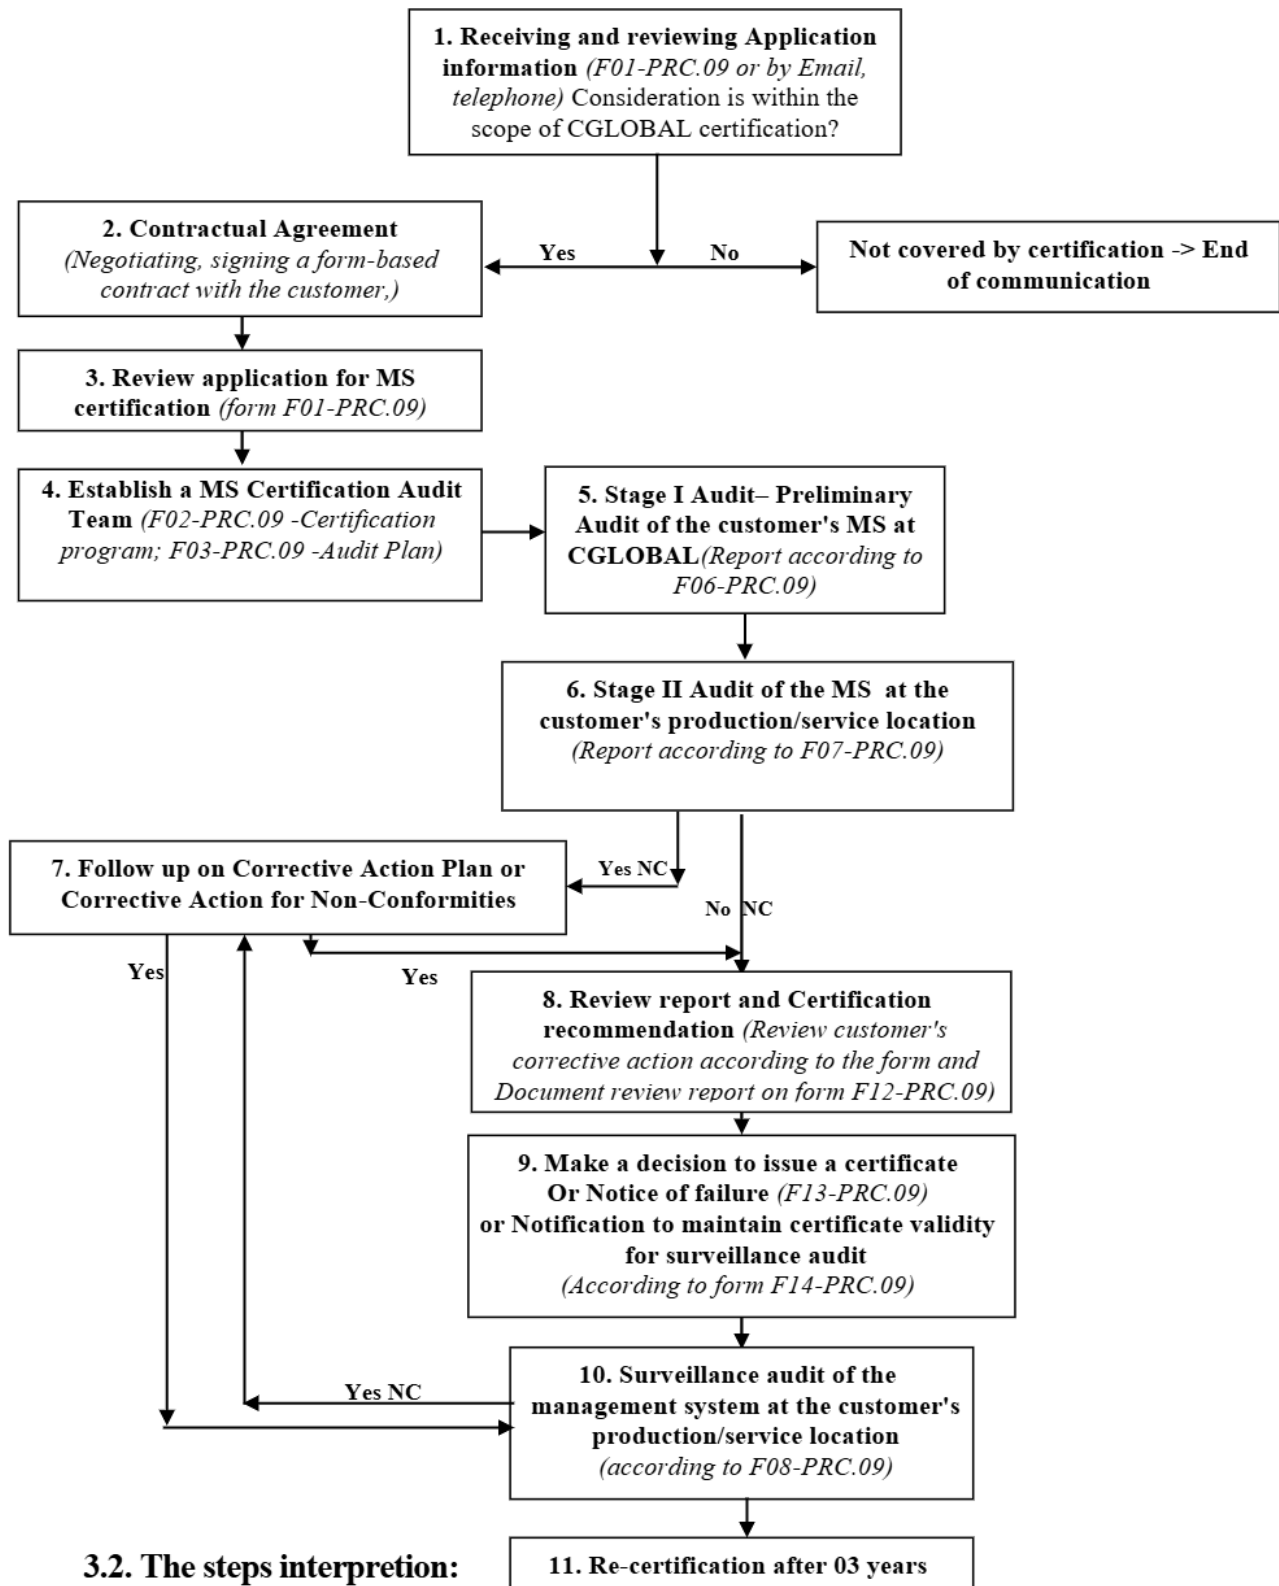 1. Receiving and reviewing Application
information (F01-PRC.09 or by Email,
telephone) Consideration is within the
scope of CGLOBAL certification?
2. Contractual Agreement
(Negotiating, signing a form-based
contract with the customer,)
Yes
No
Not covered by certification -> End
of communication
3. Review application for MS
certification (form F01-PRC.09)
4. Establish a MS Certification Audit
Team (F02-PRC.09 -Certification
program; F03-PRC.09 -Audit Plan)
5. Stage I Audit– Preliminary
Audit of the customer's MS at
CGLOBAL(Report according to
F06-PRC.09)
6. Stage II Audit of the MS at the
customer's production/service location
(Report according to F07-PRC.09)
7. Follow up on Corrective Action Plan or
Corrective Action for Non-Conformities
Yes NC
No NC
Yes
Yes
8. Review report and Certification
recommendation (Review customer's
corrective action according to the form and
Document review report on form F12-PRC.09)
9. Make a decision to issue a certificate
Or Notice of failure (F13-PRC.09)
or Notification to maintain certificate validity
for surveillance audit
(According to form F14-PRC.09)
Yes NC
10. Surveillance audit of the
management system at the customer's
production/service location
(according to F08-PRC.09)
11. Re-certification after 03 years
3.2. The steps interpretion: